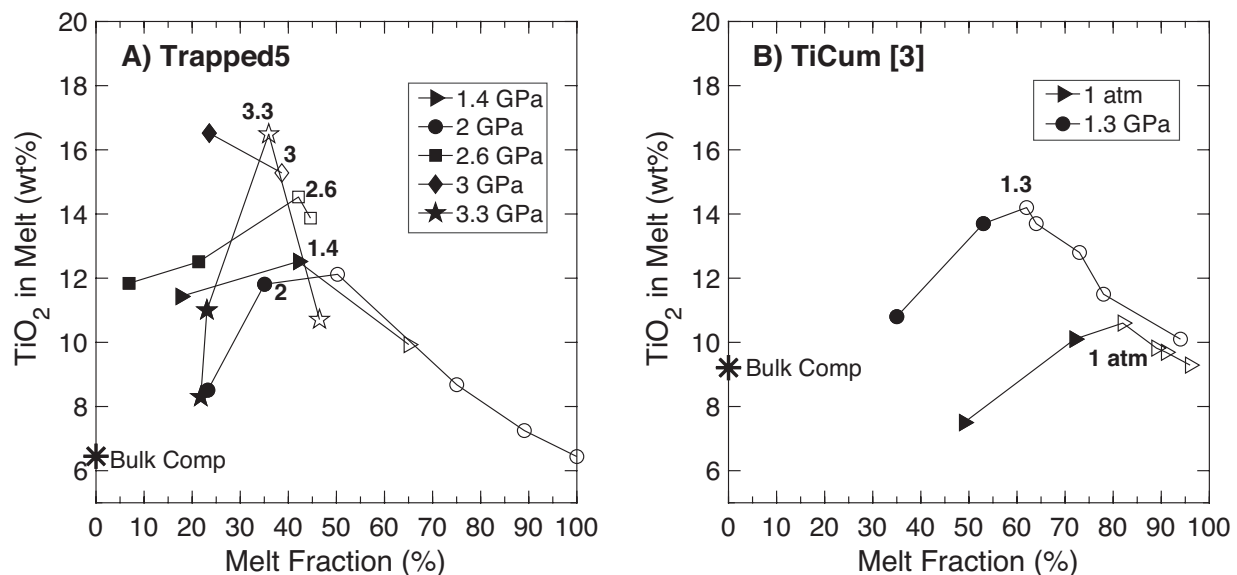 A) Trapped5
1.4 GPa
2 GPa
2.6 GPa
3 GPa
3.3 GPa
3.3
3
2.6
1.4
2
Bulk Comp
TiO2 in Melt (wt%)
20
18
16
14
12
10
8
6
0 10 20 30 40 50 60 70 80 90 100
Melt Fraction (%)
B) TiCum [3]
1 atm
1.3 GPa
1.3
1 atm
Bulk Comp
TiO2 in Melt (wt%)
20
18
16
14
12
10
8
6
0 10 20 30 40 50 60 70 80 90 100
Melt Fraction (%)